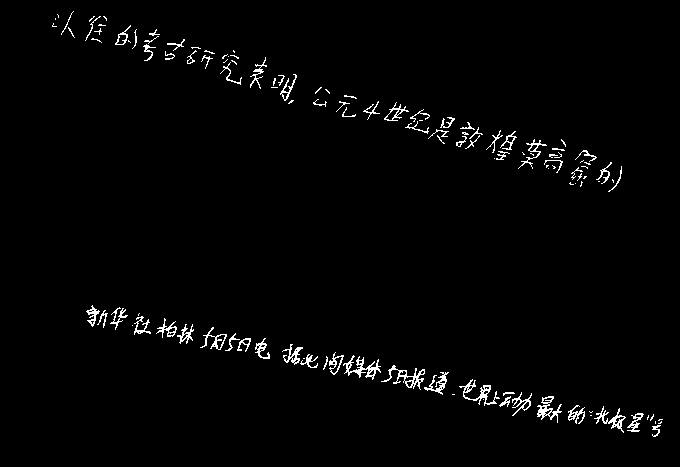 以往的考古研究表明,公元4世纪是敦煌莫高窟的
新华社柏林5月5日电 据此间媒体5日报道.世界上动力最大的"北极星"号